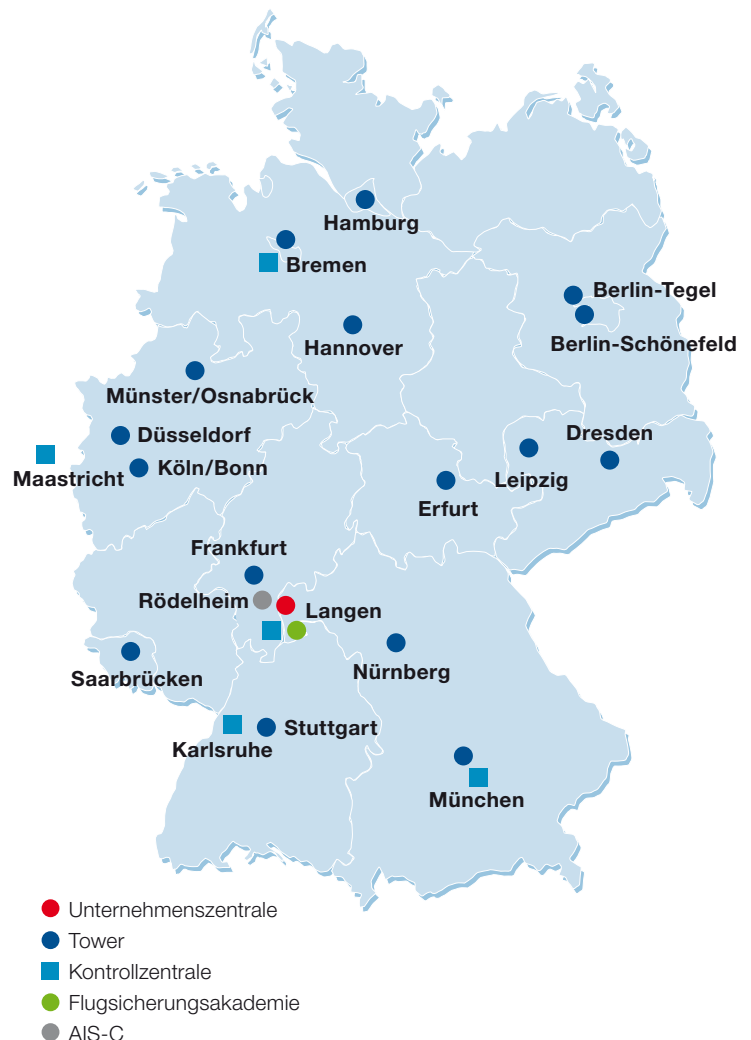 Hamburg
Bremen
Berlin-Tegel
Berlin-Schönefeld
Hannover
Münster/Osnabrück
Düsseldorf
Dresden
Maastricht
Köln/Bonn
Leipzig
Erfurt
Frankfurt
Rödelheim
Langen
Saarbrücken
Nürnberg
Stuttgart
Karlsruhe
München
Unternehmenszentrale
Tower
Kontrollzentrale
Flugsicherungsakademie
AIS-C